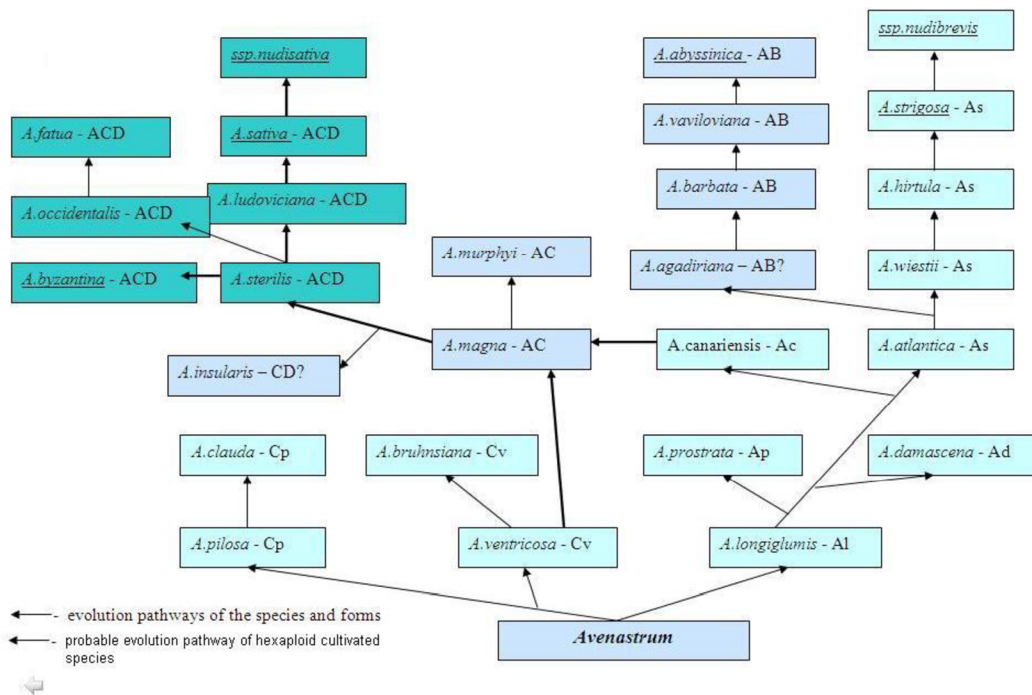 ssp.nudibrevis
ssp.nudisativa
A.abyssinica - AB
A.strigosa - As
A.fatua - ACD
A.sativa - ACD
A.vaviloviana - AB
A.ludoviciana - ACD
A.barbata - AB
A.hirtula - As
A.occidentalis - ACD
A.murphyi - AC
A.agadiriana – AB?
A.wiestii - As
A.byzantina - ACD
A.sterilis - ACD
A.magna - AC
A.canariensis - Ac
A.atlantica - As
A.insularis – CD?
A.clauda - Cp
A.bruhnsiana - Cv
A.prostrata - Ap
A.damascena - Ad
A.pilosa - Cp
A.ventricosa - Cv
A.longiglumis - Al
- evolution pathways of the species and forms
- probable evolution pathway of hexaploid cultivated
species
Avenastrum